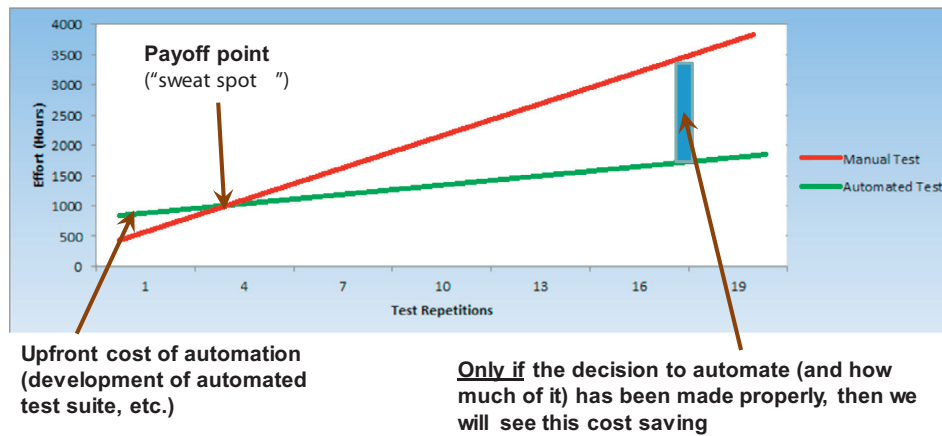 4000
3500
3000
2500
2000
1500
1000
500
0
Effort (Hours)
Payoff point
(“sweat spot ”)
Manual Test
Automated Test
1 4 7 10 13 16 19
Test Repetitions
Upfront cost of automation
(development of automated
test suite, etc.)
Only if the decision to automate (and how
much of it) has been made properly, then we
will see this cost saving